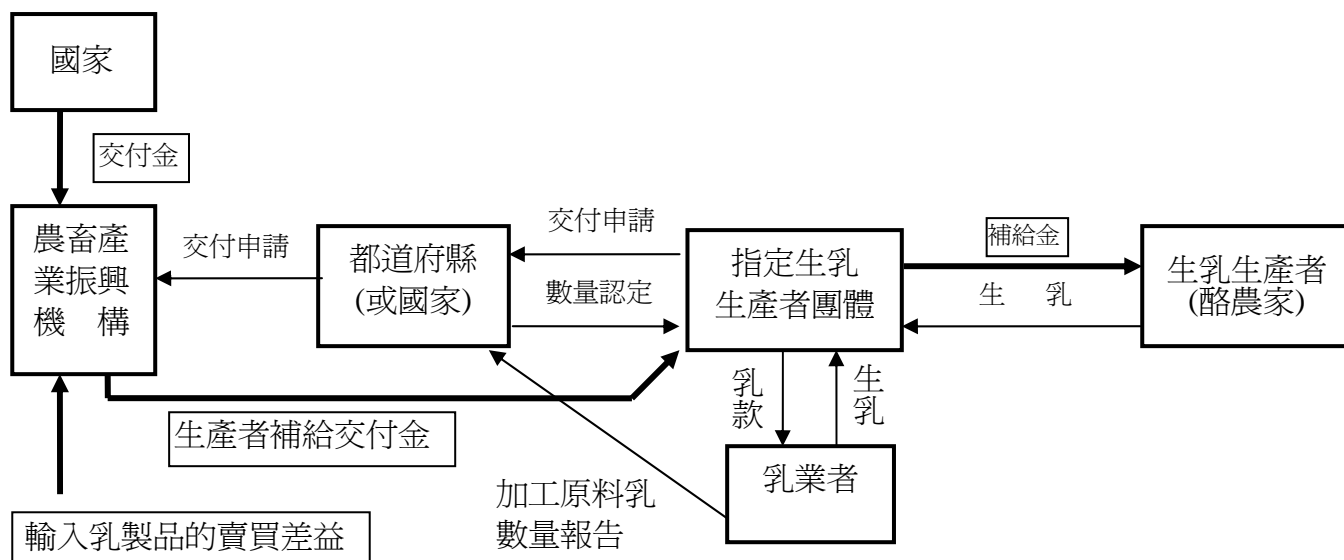 國家
交付金
農畜產
業振興
機　構
交付申請
都道府縣
(或國家)
交付申請
數量認定
指定生乳
生產者團體
補給金
生　乳
生乳生產者
(酪農家)
生產者補給交付金
乳款
生乳
乳業者
加工原料乳
數量報告
輸入乳製品的賣買差益